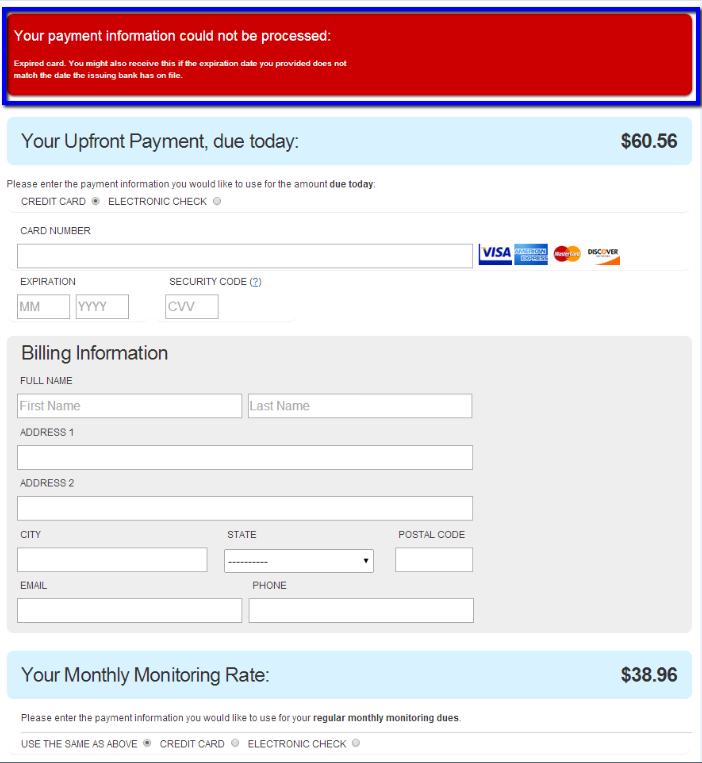 Your payment information could not be processed:
Expired card. You might also receive this if the expiration date you provided does not
match the date the issuing bank has on file.
Your Upfront Payment, due today: $60.56
Please enter the payment information you would like to use for the amount due today:
CREDIT CARD ELECTRONIC CHECK
CARD NUMBER
VISA AMERICAN EXPRESS MasterCard DISCOVER
EXPIRATION SECURITY CODE (?)
MM YYYY CVV
Billing Information
FULL NAME
First Name Last Name
ADDRESS 1
ADDRESS 2
CITY STATE POSTAL CODE
----------
EMAIL PHONE
Your Monthly Monitoring Rate: $38.96
Please enter the payment information you would like to use for your regular monthly monitoring dues.
USE THE SAME AS ABOVE CREDIT CARD ELECTRONIC CHECK